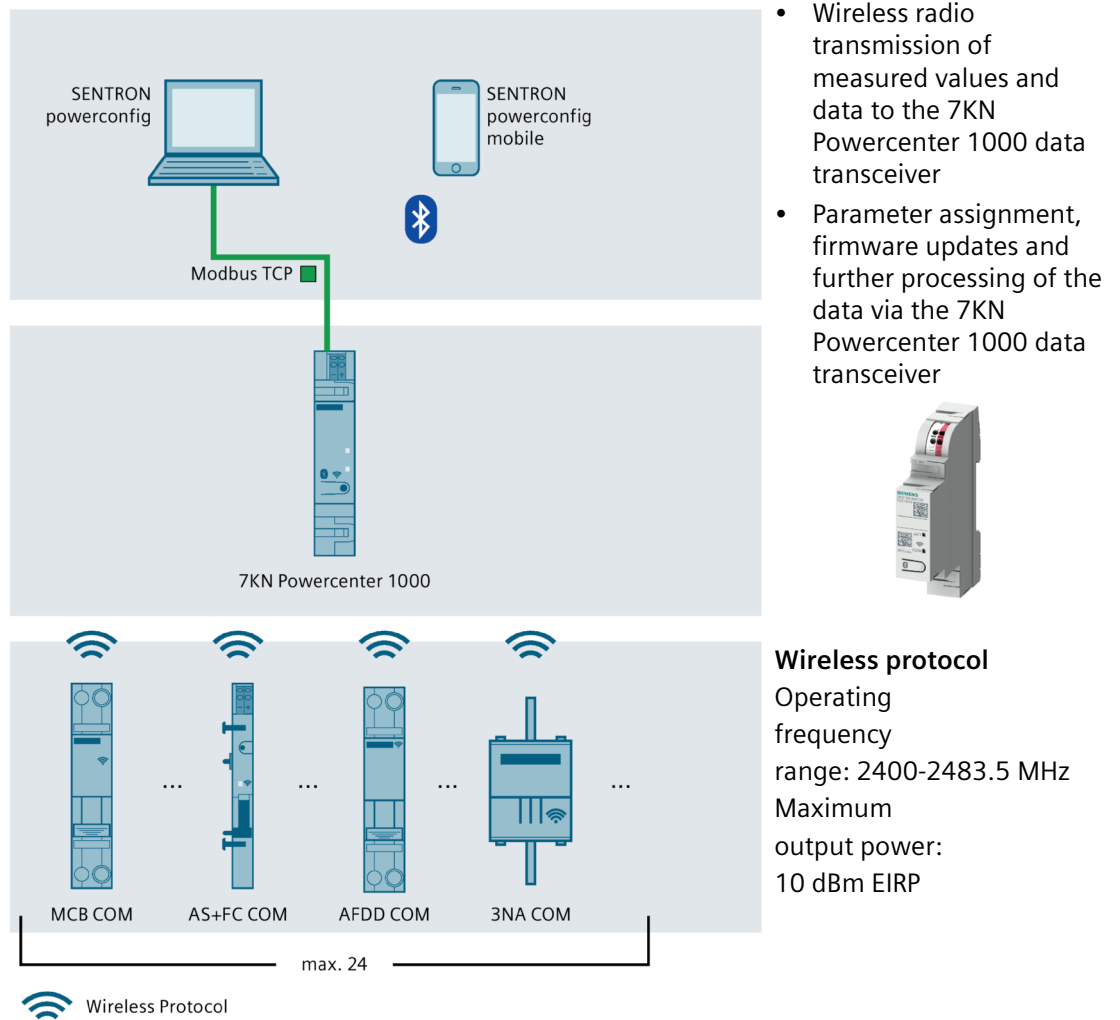 SENTRON
powerconfig
SENTRON
powerconfig
mobile
Modbus TCP
7KN Powercenter 1000
...
...
...
...
MCB COM
AS+FC COM
AFDD COM
3NA COM
max. 24
Wireless Protocol
• Wireless radio
transmission of
measured values and
data to the 7KN
Powercenter 1000 data
transceiver
• Parameter assignment,
firmware updates and
further processing of the
data via the 7KN
Powercenter 1000 data
transceiver
SIEMENS
Wireless protocol
Operating
frequency
range: 2400-2483.5 MHz
Maximum
output power:
10 dBm EIRP